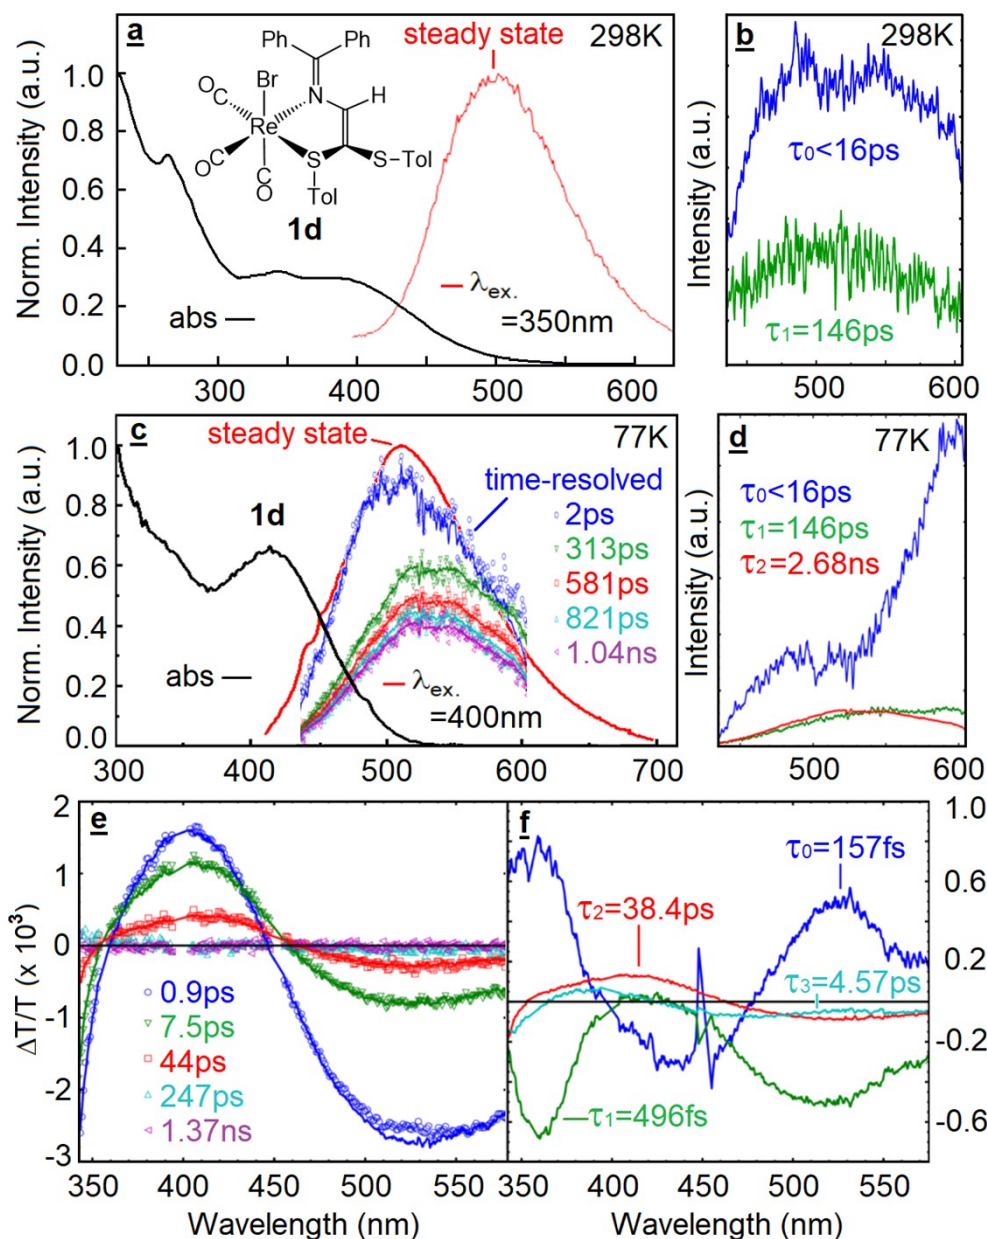 a
steady state
298K
Norm. Intensity (a.u.)
1.0
0.8
0.6
0.4
0.2
0.0
Ph
Ph
Br
N
H
OC
Re
OC
C
O
S
S–Tol
Tol
1d
abs
λex.
=350nm
300
400
500
600
b
298K
Intensity (a.u.)
τ0<16ps
τ1=146ps
500
600
c
steady state
77K
Norm. Intensity (a.u.)
1.0
0.8
0.6
0.4
0.2
0.0
1d
time-resolved
2ps
313ps
581ps
821ps
1.04ns
abs
λex.
=400nm
300
400
500
600
700
d
77K
Intensity (a.u.)
τ0<16ps
τ1=146ps
τ2=2.68ns
500
600
e
ΔT/T (x 10³)
2
1
0
-1
-2
-3
0.9ps
7.5ps
44ps
247ps
1.37ns
350
400
450
500
550
Wavelength (nm)
f
τ0=157fs
τ2=38.4ps
τ3=4.57ps
τ1=496fs
1.0
0.6
0.2
-0.2
-0.6
350
400
450
500
550
Wavelength (nm)